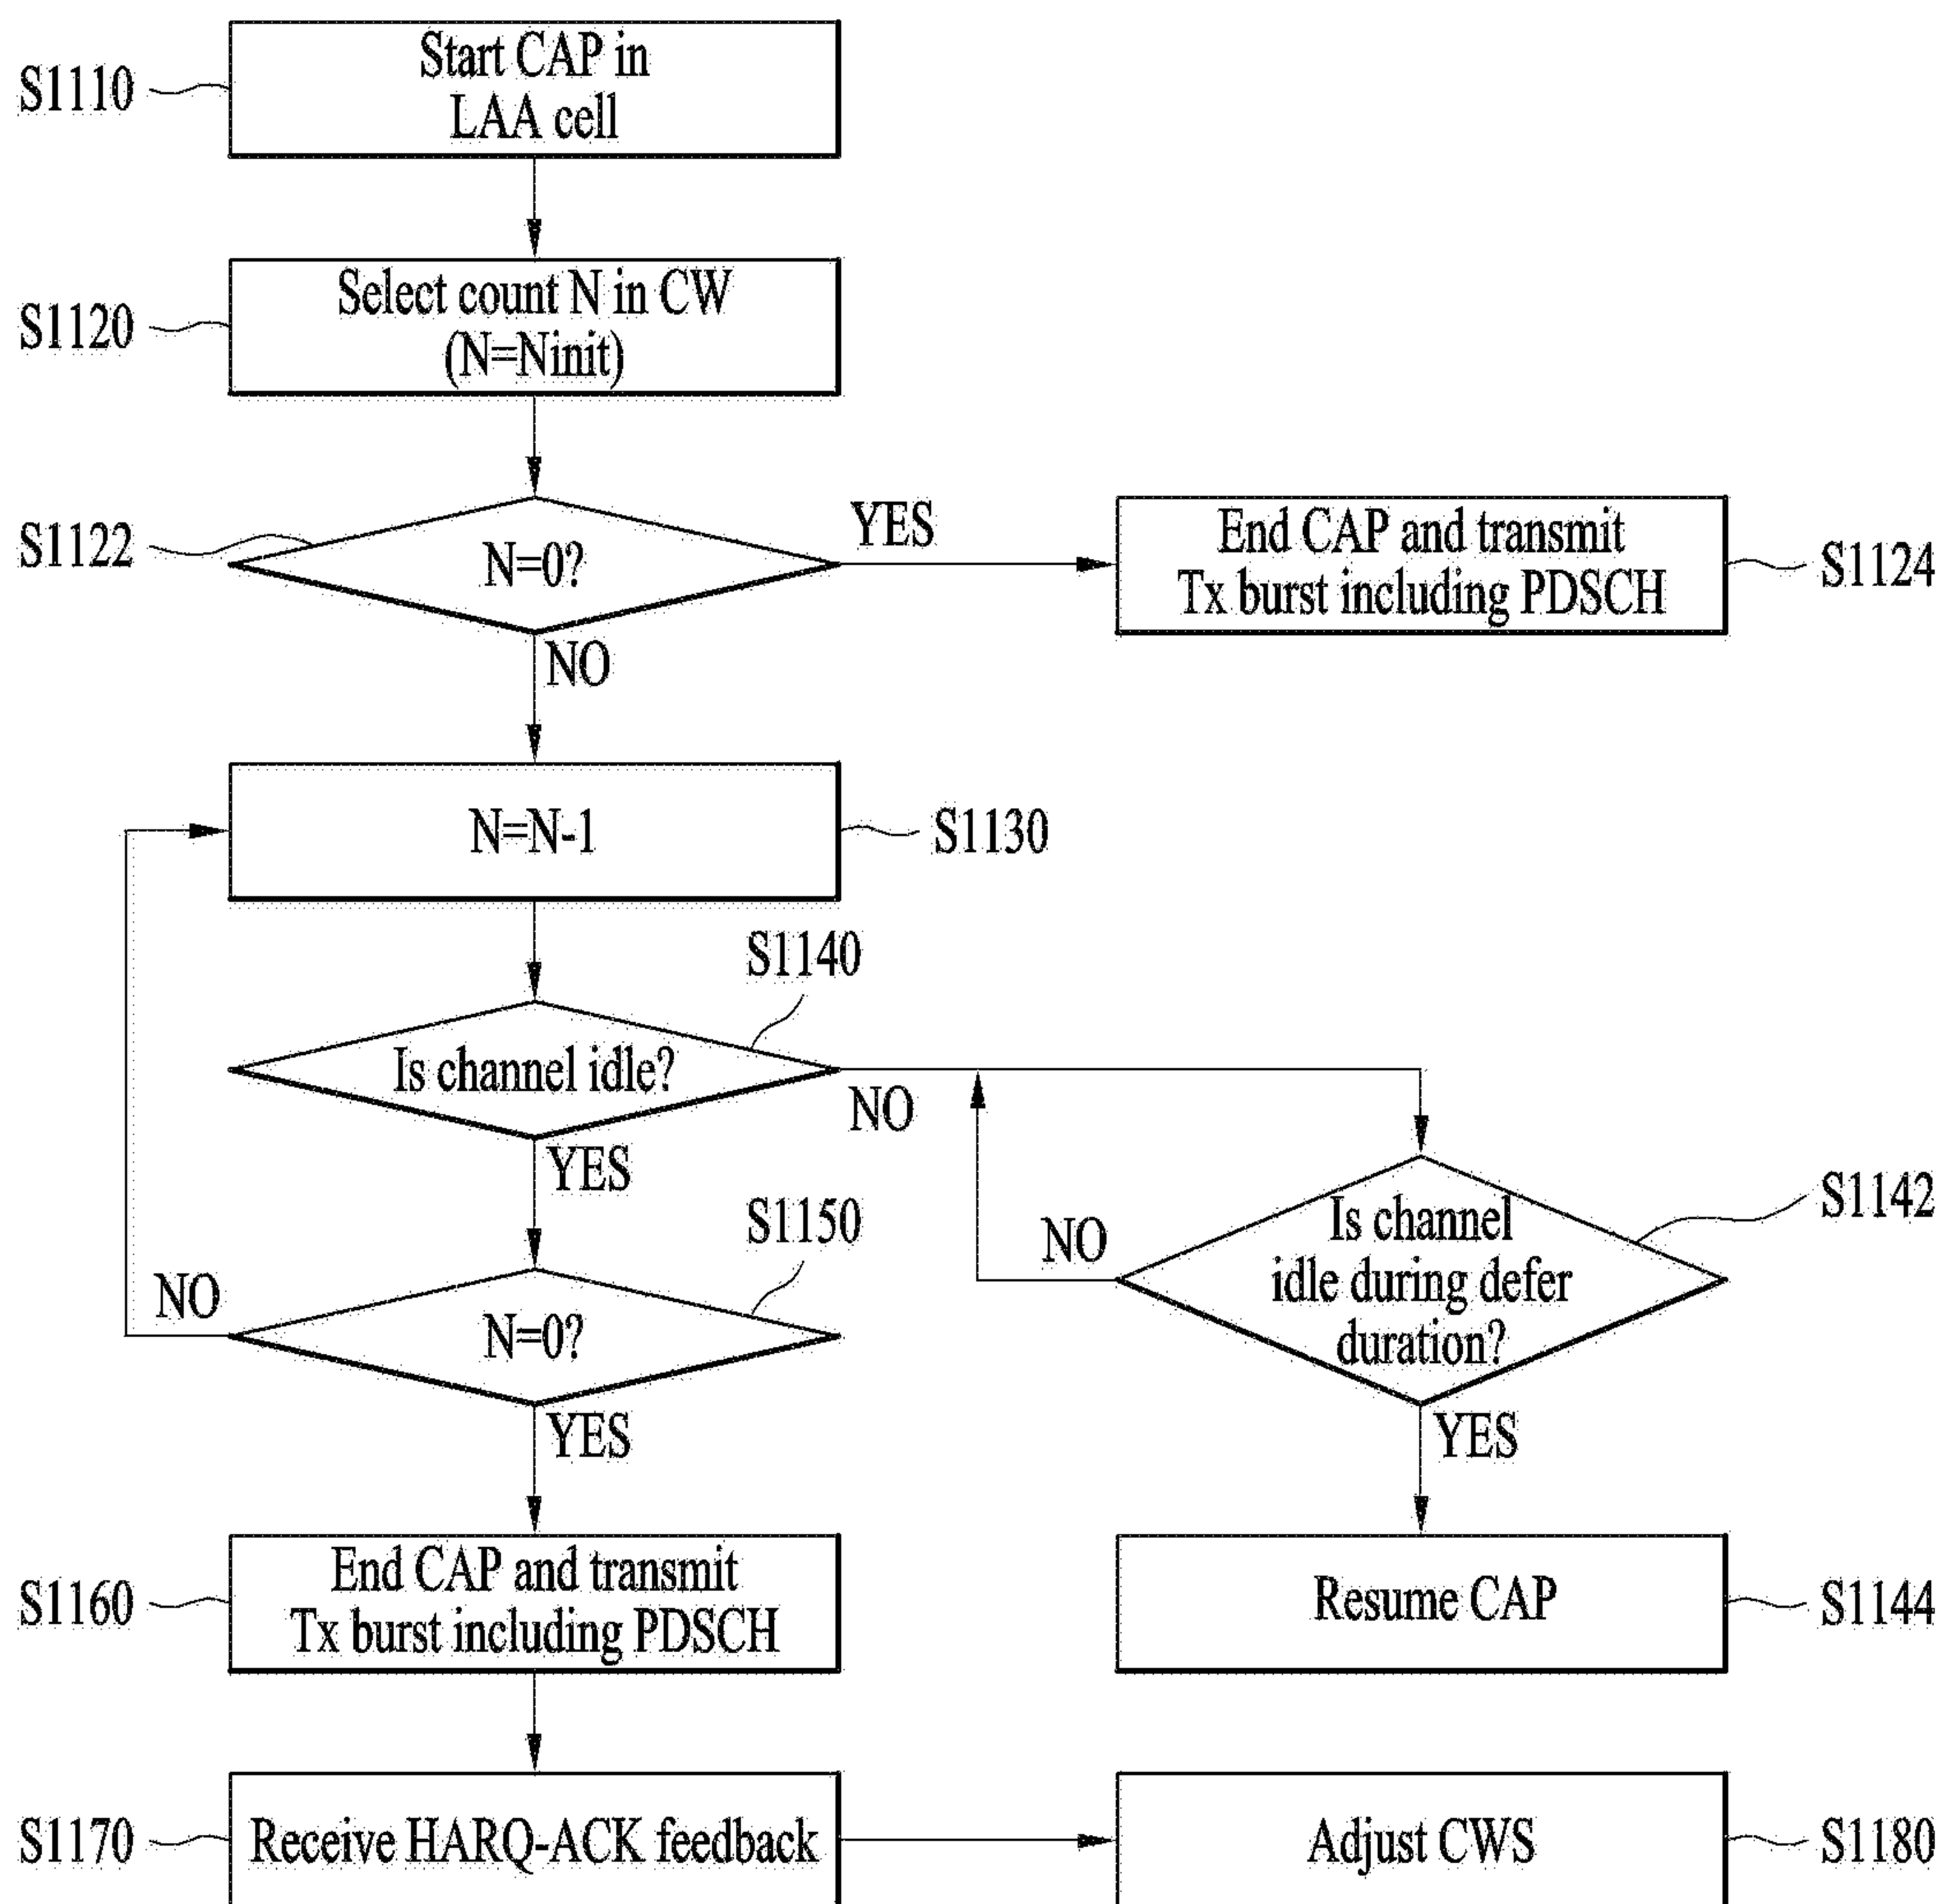 S1110
Start CAP in
LAA cell
S1120
Select count N in CW
(N=Ninit)
S1122
N=0?
YES
End CAP and transmit
Tx burst including PDSCH
S1124
NO
N=N-1
S1130
S1140
Is channel idle?
NO
YES
S1150
S1142
Is channel
idle during defer
duration?
NO
NO
N=0?
YES
YES
S1160
End CAP and transmit
Tx burst including PDSCH
Resume CAP
S1144
S1170
Receive HARQ-ACK feedback
Adjust CWS
S1180